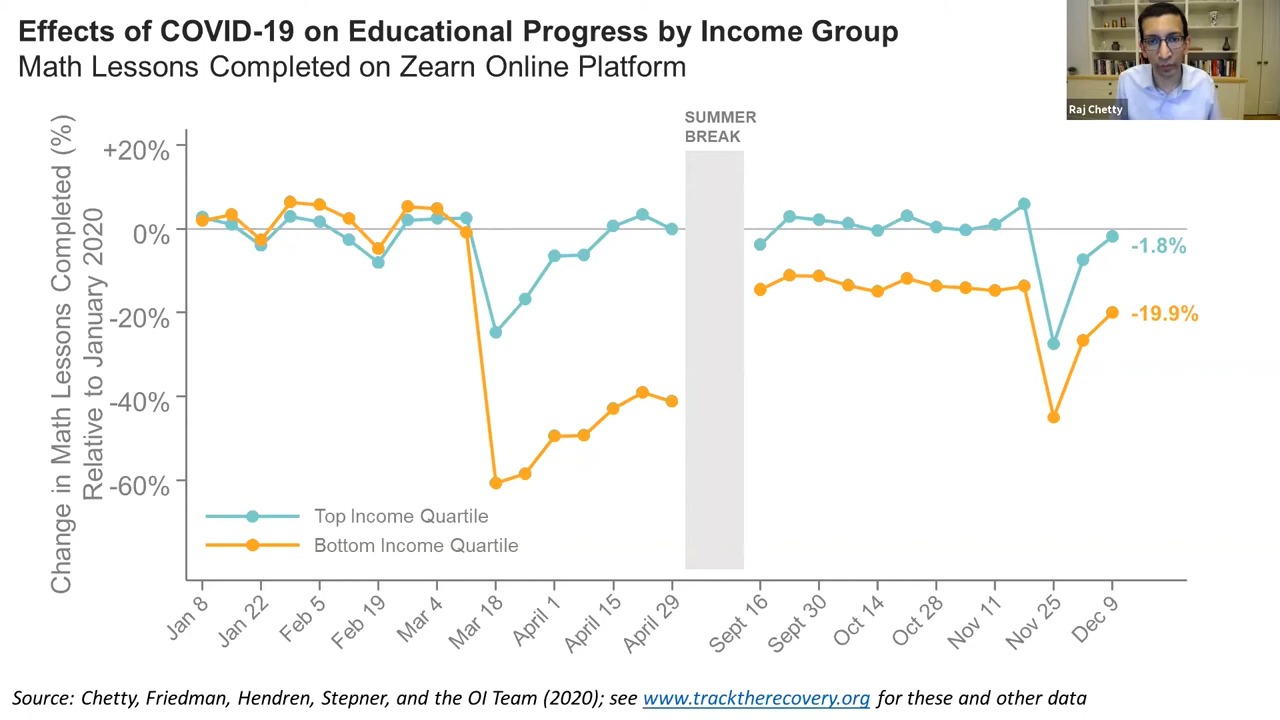 Effects of COVID-19 on Educational Progress by Income Group
Math Lessons Completed on Zearn Online Platform
Raj Chetty
SUMMER
BREAK
Change in Math Lessons Completed (%)
Relative to January 2020
+20%
0%
-20%
-40%
-60%
-1.8%
-19.9%
Top Income Quartile
Bottom Income Quartile
Jan 8
Jan 22
Feb 5
Feb 19
Mar 4
Mar 18
April 1
April 15
April 29
Sept 16
Sept 30
Oct 14
Oct 28
Nov 11
Nov 25
Dec 9
Source: Chetty, Friedman, Hendren, Stepner, and the OI Team (2020); see www.tracktherecovery.org for these and other data